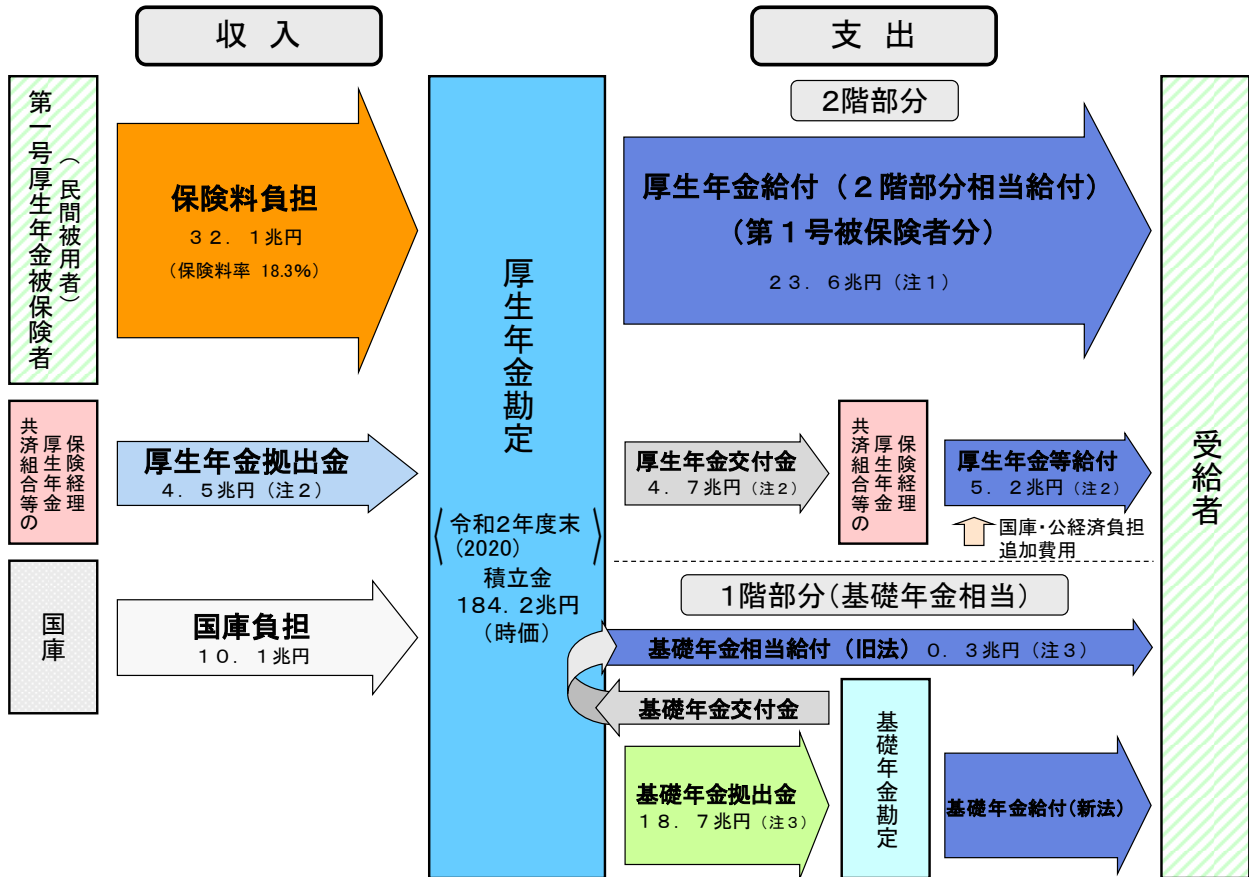 収 入
支 出
第一号厚生年金被保険者
（民間被用者）
保険料負担
３２．１兆円
（保険料率 18.3%）
共済組合等の
厚生年金
保険経理
厚生年金拠出金
４．５兆円（注２）
国庫
国庫負担
１０．１兆円
厚生年金勘定
令和２年度末
(2020)
積立金
184．2兆円
（時価）
２階部分
厚生年金給付（２階部分相当給付）
（第１号被保険者分）
２３．６兆円（注１）
厚生年金交付金
４．７兆円（注２）
共済組合等の
厚生年金
保険経理
厚生年金等給付
５．２兆円（注２）
国庫・公経済負担
追加費用
１階部分（基礎年金相当）
基礎年金相当給付（旧法）０．３兆円（注３）
基礎年金交付金
基礎年金拠出金
１８．７兆円（注３）
基礎年金勘定
基礎年金給付（新法）
受給者